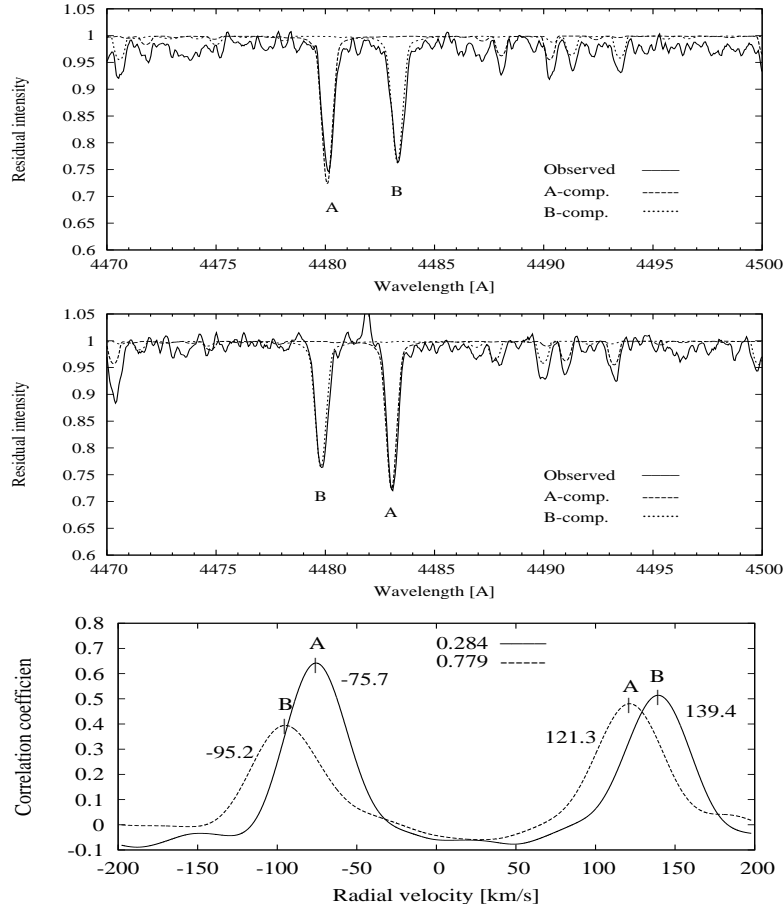 1.05
1
0.95
0.9
0.85
0.8
0.75
0.7
0.65
0.6
Residual intensity
A
B
Observed
A-comp.
B-comp.
4470 4475 4480 4485 4490 4495 4500
Wavelength [A]
1.05
1
0.95
0.9
0.85
0.8
0.75
0.7
0.65
0.6
Residual intensity
B
A
Observed
A-comp.
B-comp.
4470 4475 4480 4485 4490 4495 4500
Wavelength [A]
0.8
0.7
0.6
0.5
0.4
0.3
0.2
0.1
0
-0.1
Correlation coefficien
0.284
0.779
A
B
-75.7
-95.2
A
B
121.3
139.4
-200 -150 -100 -50 0 50 100 150 200
Radial velocity [km/s]